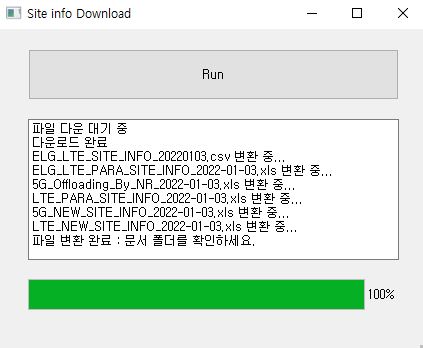 Site info Download
Run
파일 다운 대기 중
다운로드 완료
ELG_LTE_SITE_INFO_20220103.csv 변환 중...
ELG_LTE_PARA_SITE_INFO_2022-01-03.xls 변환 중...
5G_Offloading_By_NR_2022-01-03.xls 변환 중...
LTE_PARA_SITE_INFO_2022-01-03.xls 변환 중...
5G_NEW_SITE_INFO_2022-01-03.xls 변환 중...
LTE_NEW_SITE_INFO_2022-01-03.xls 변환 중...
파일 변환 완료 : 문서 폴더를 확인하세요.
100%